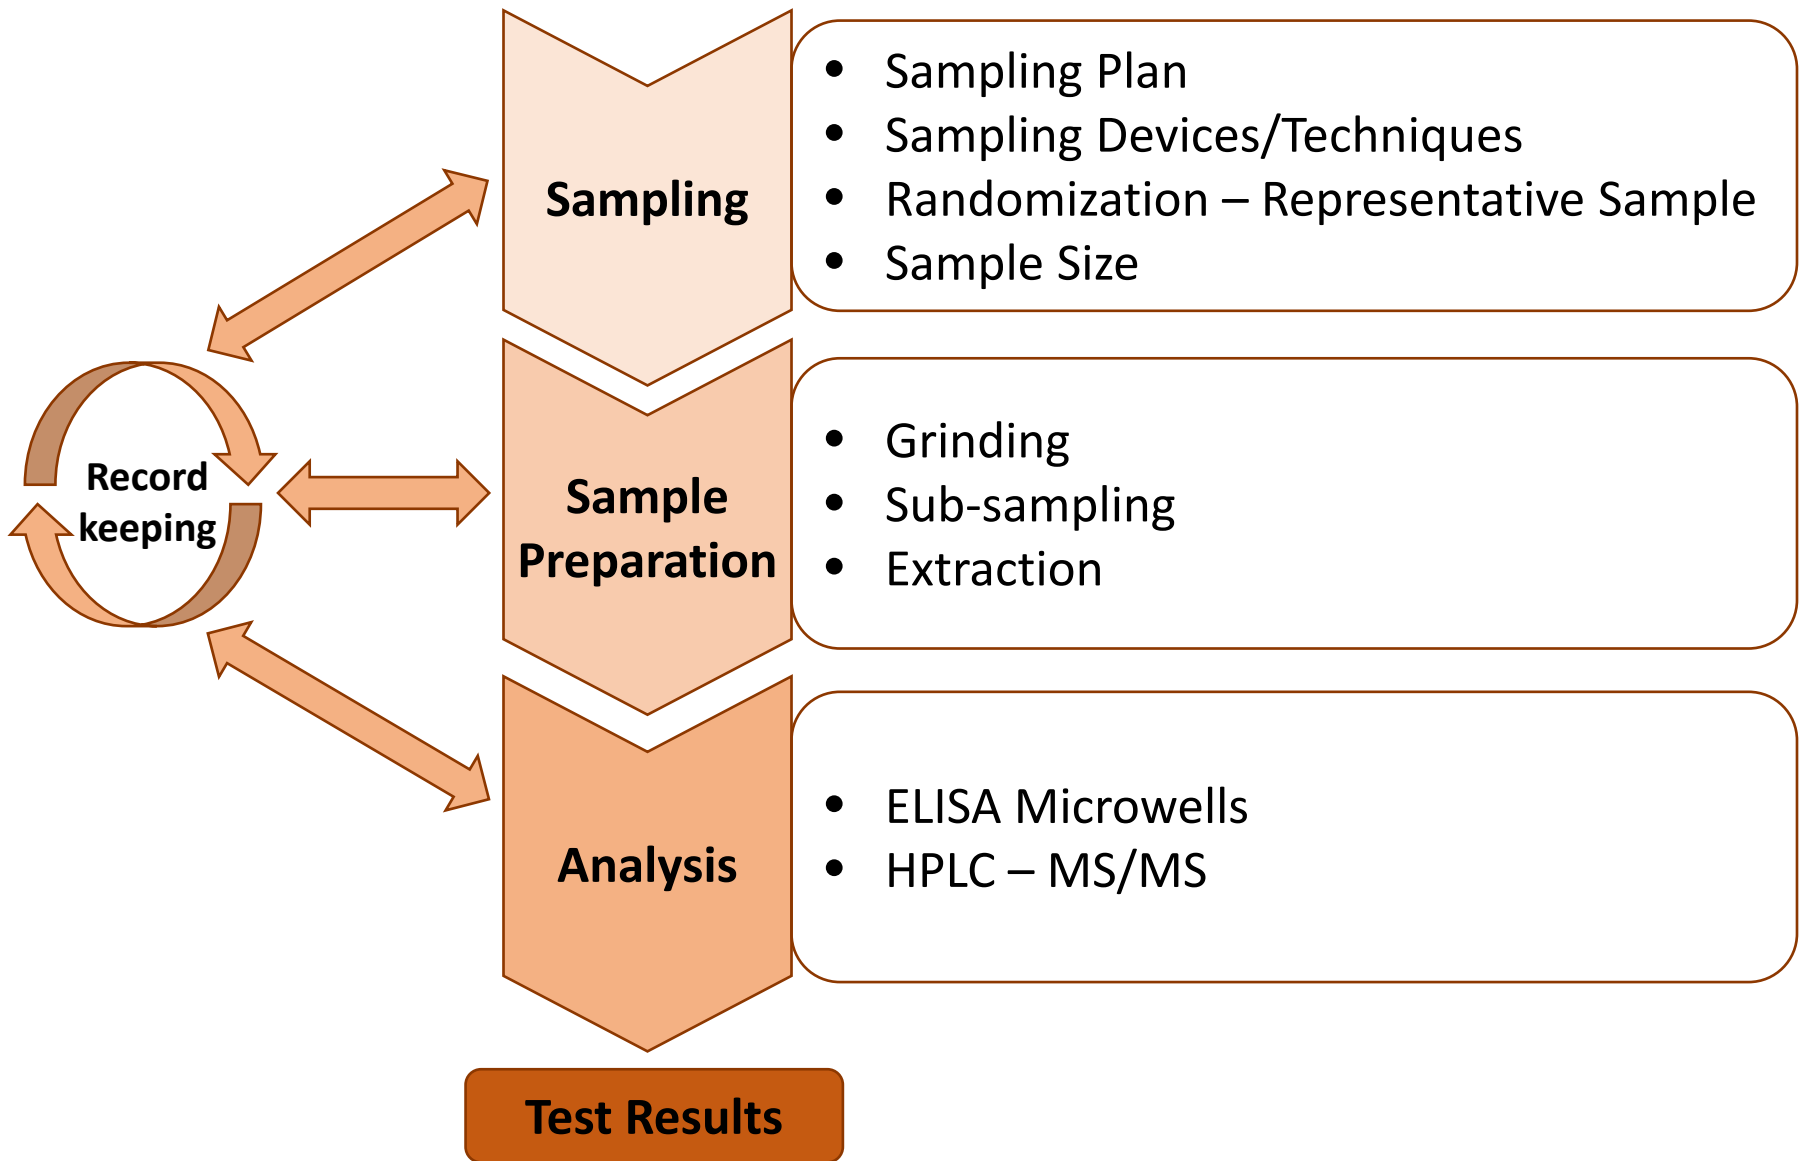 Sampling
• Sampling Plan
• Sampling Devices/Techniques
• Randomization – Representative Sample
• Sample Size
Record
keeping
Sample
Preparation
• Grinding
• Sub-sampling
• Extraction
Analysis
• ELISA Microwells
• HPLC – MS/MS
Test Results